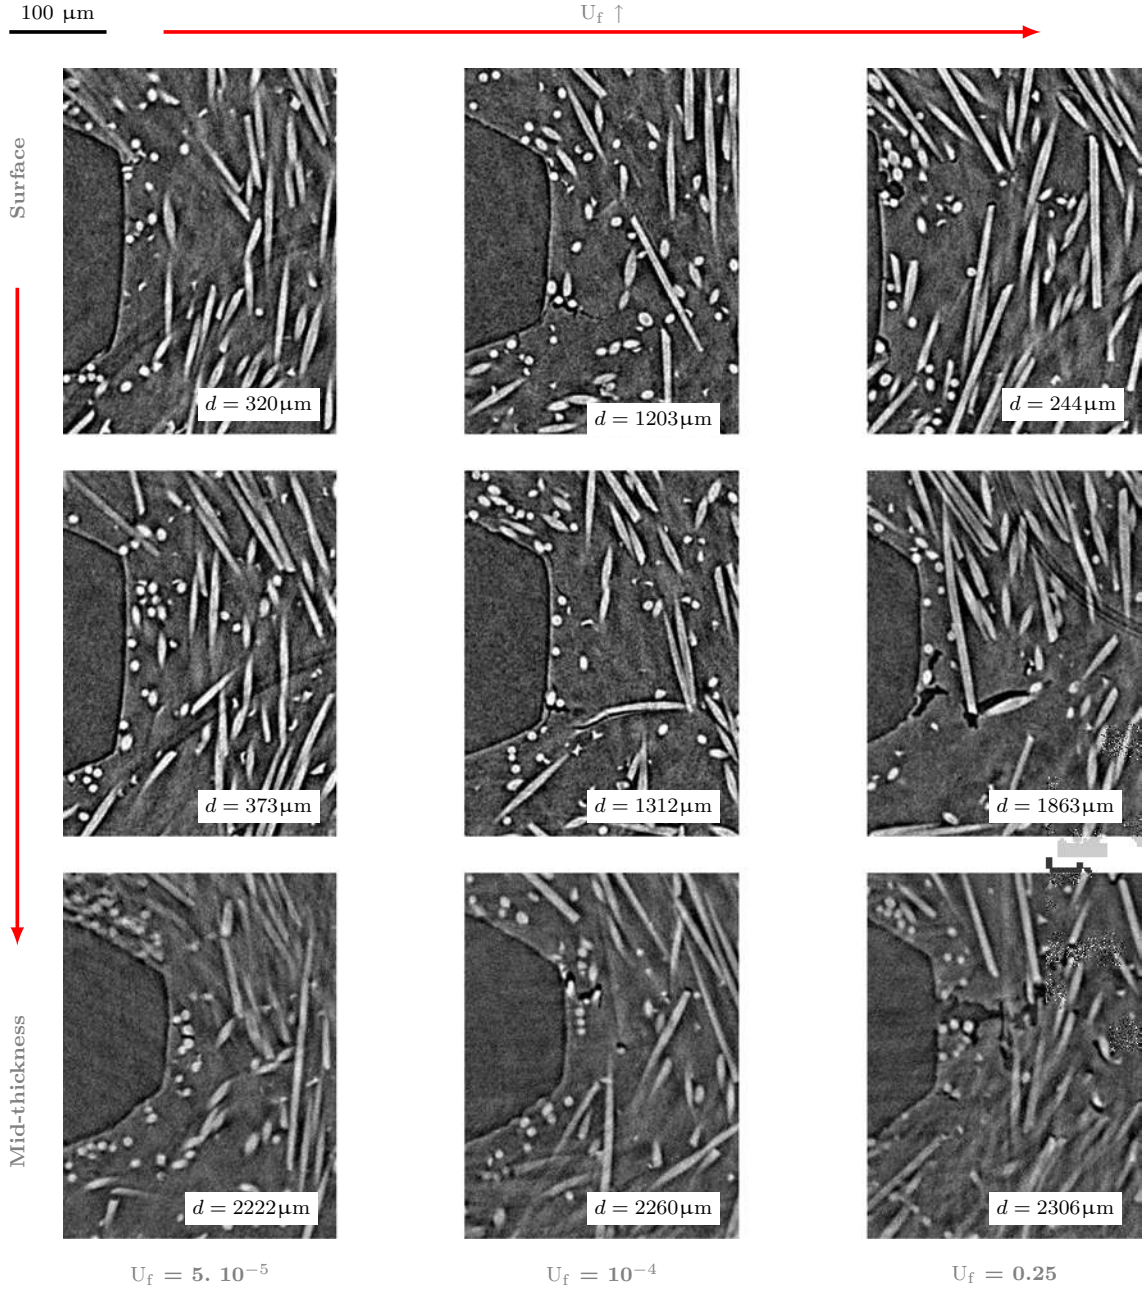 100 μm
U_f ↑
Surface
d = 320μm
d = 1203μm
d = 244μm
d = 373μm
d = 1312μm
d = 1863μm
Mid-thickness
d = 2222μm
d = 2260μm
d = 2306μm
U_f = 5. 10⁻⁵
U_f = 10⁻⁴
U_f = 0.25